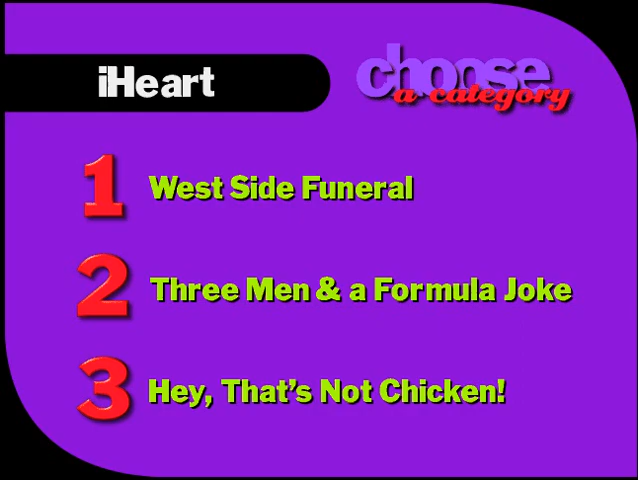 iHeart
choose
a category
1 West Side Funeral
2 Three Men & a Formula Joke
3 Hey, That's Not Chicken!